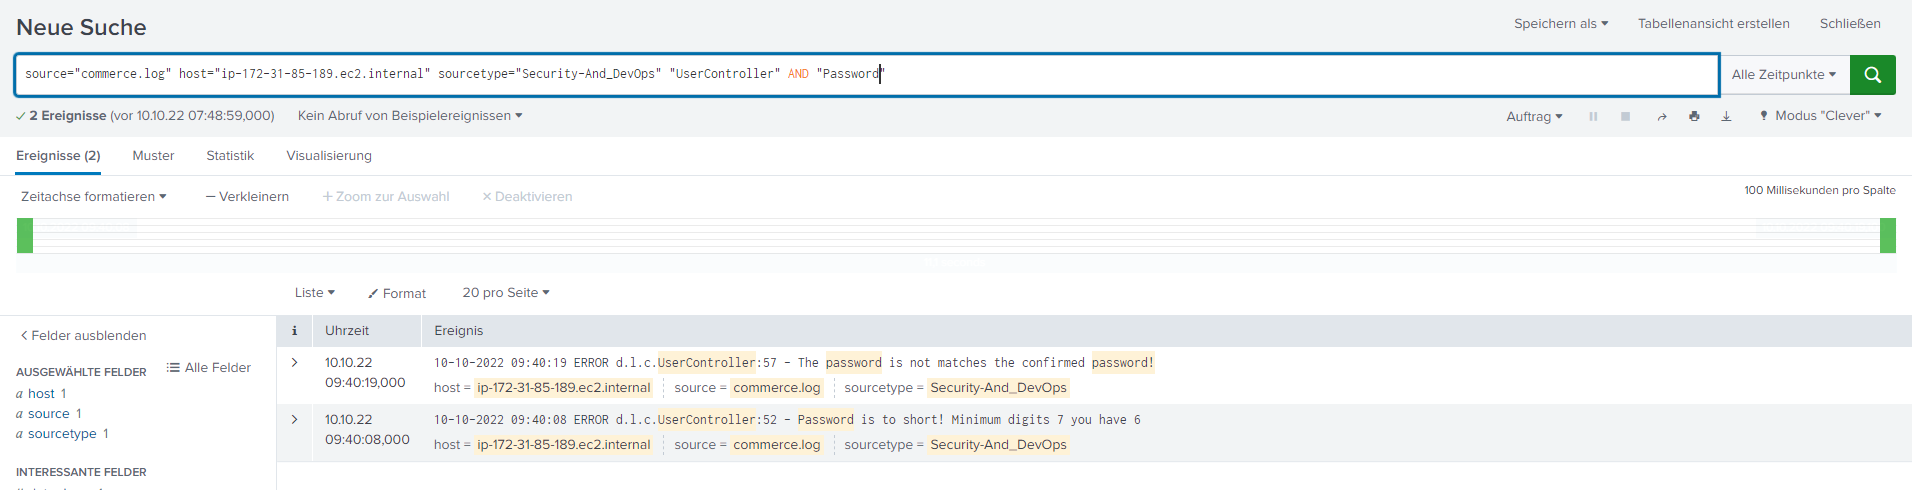 Neue Suche
Speichern als Tabellenansicht erstellen Schließen
source="commerce.log" host="ip-172-31-85-189.ec2.internal" sourcetype="Security-And_DevOps" "UserController" AND "Password"
Alle Zeitpunkte
2 Ereignisse (vor 10.10.22 07:48:59,000) Kein Abruf von Beispielereignissen
Auftrag Modus "Clever"
Ereignisse (2) Muster Statistik Visualisierung
Zeitachse formatieren — Verkleinern + Zoom zur Auswahl × Deaktivieren
100 Millisekunden pro Spalte
Liste Format 20 pro Seite
< Felder ausblenden
i Uhrzeit Ereignis
AUSGEWÄHLTE FELDER Alle Felder
a host 1
a source 1
a sourcetype 1
INTERESSANTE FELDER
> 10.10.22 10-10-2022 09:40:19 ERROR d.l.c.UserController:57 - The password is not matches the confirmed password!
09:40:19,000 host = ip-172-31-85-189.ec2.internal source = commerce.log sourcetype = Security-And_DevOps
> 10.10.22 10-10-2022 09:40:08 ERROR d.l.c.UserController:52 - Password is to short! Minimum digits 7 you have 6
09:40:08,000 host = ip-172-31-85-189.ec2.internal source = commerce.log sourcetype = Security-And_DevOps